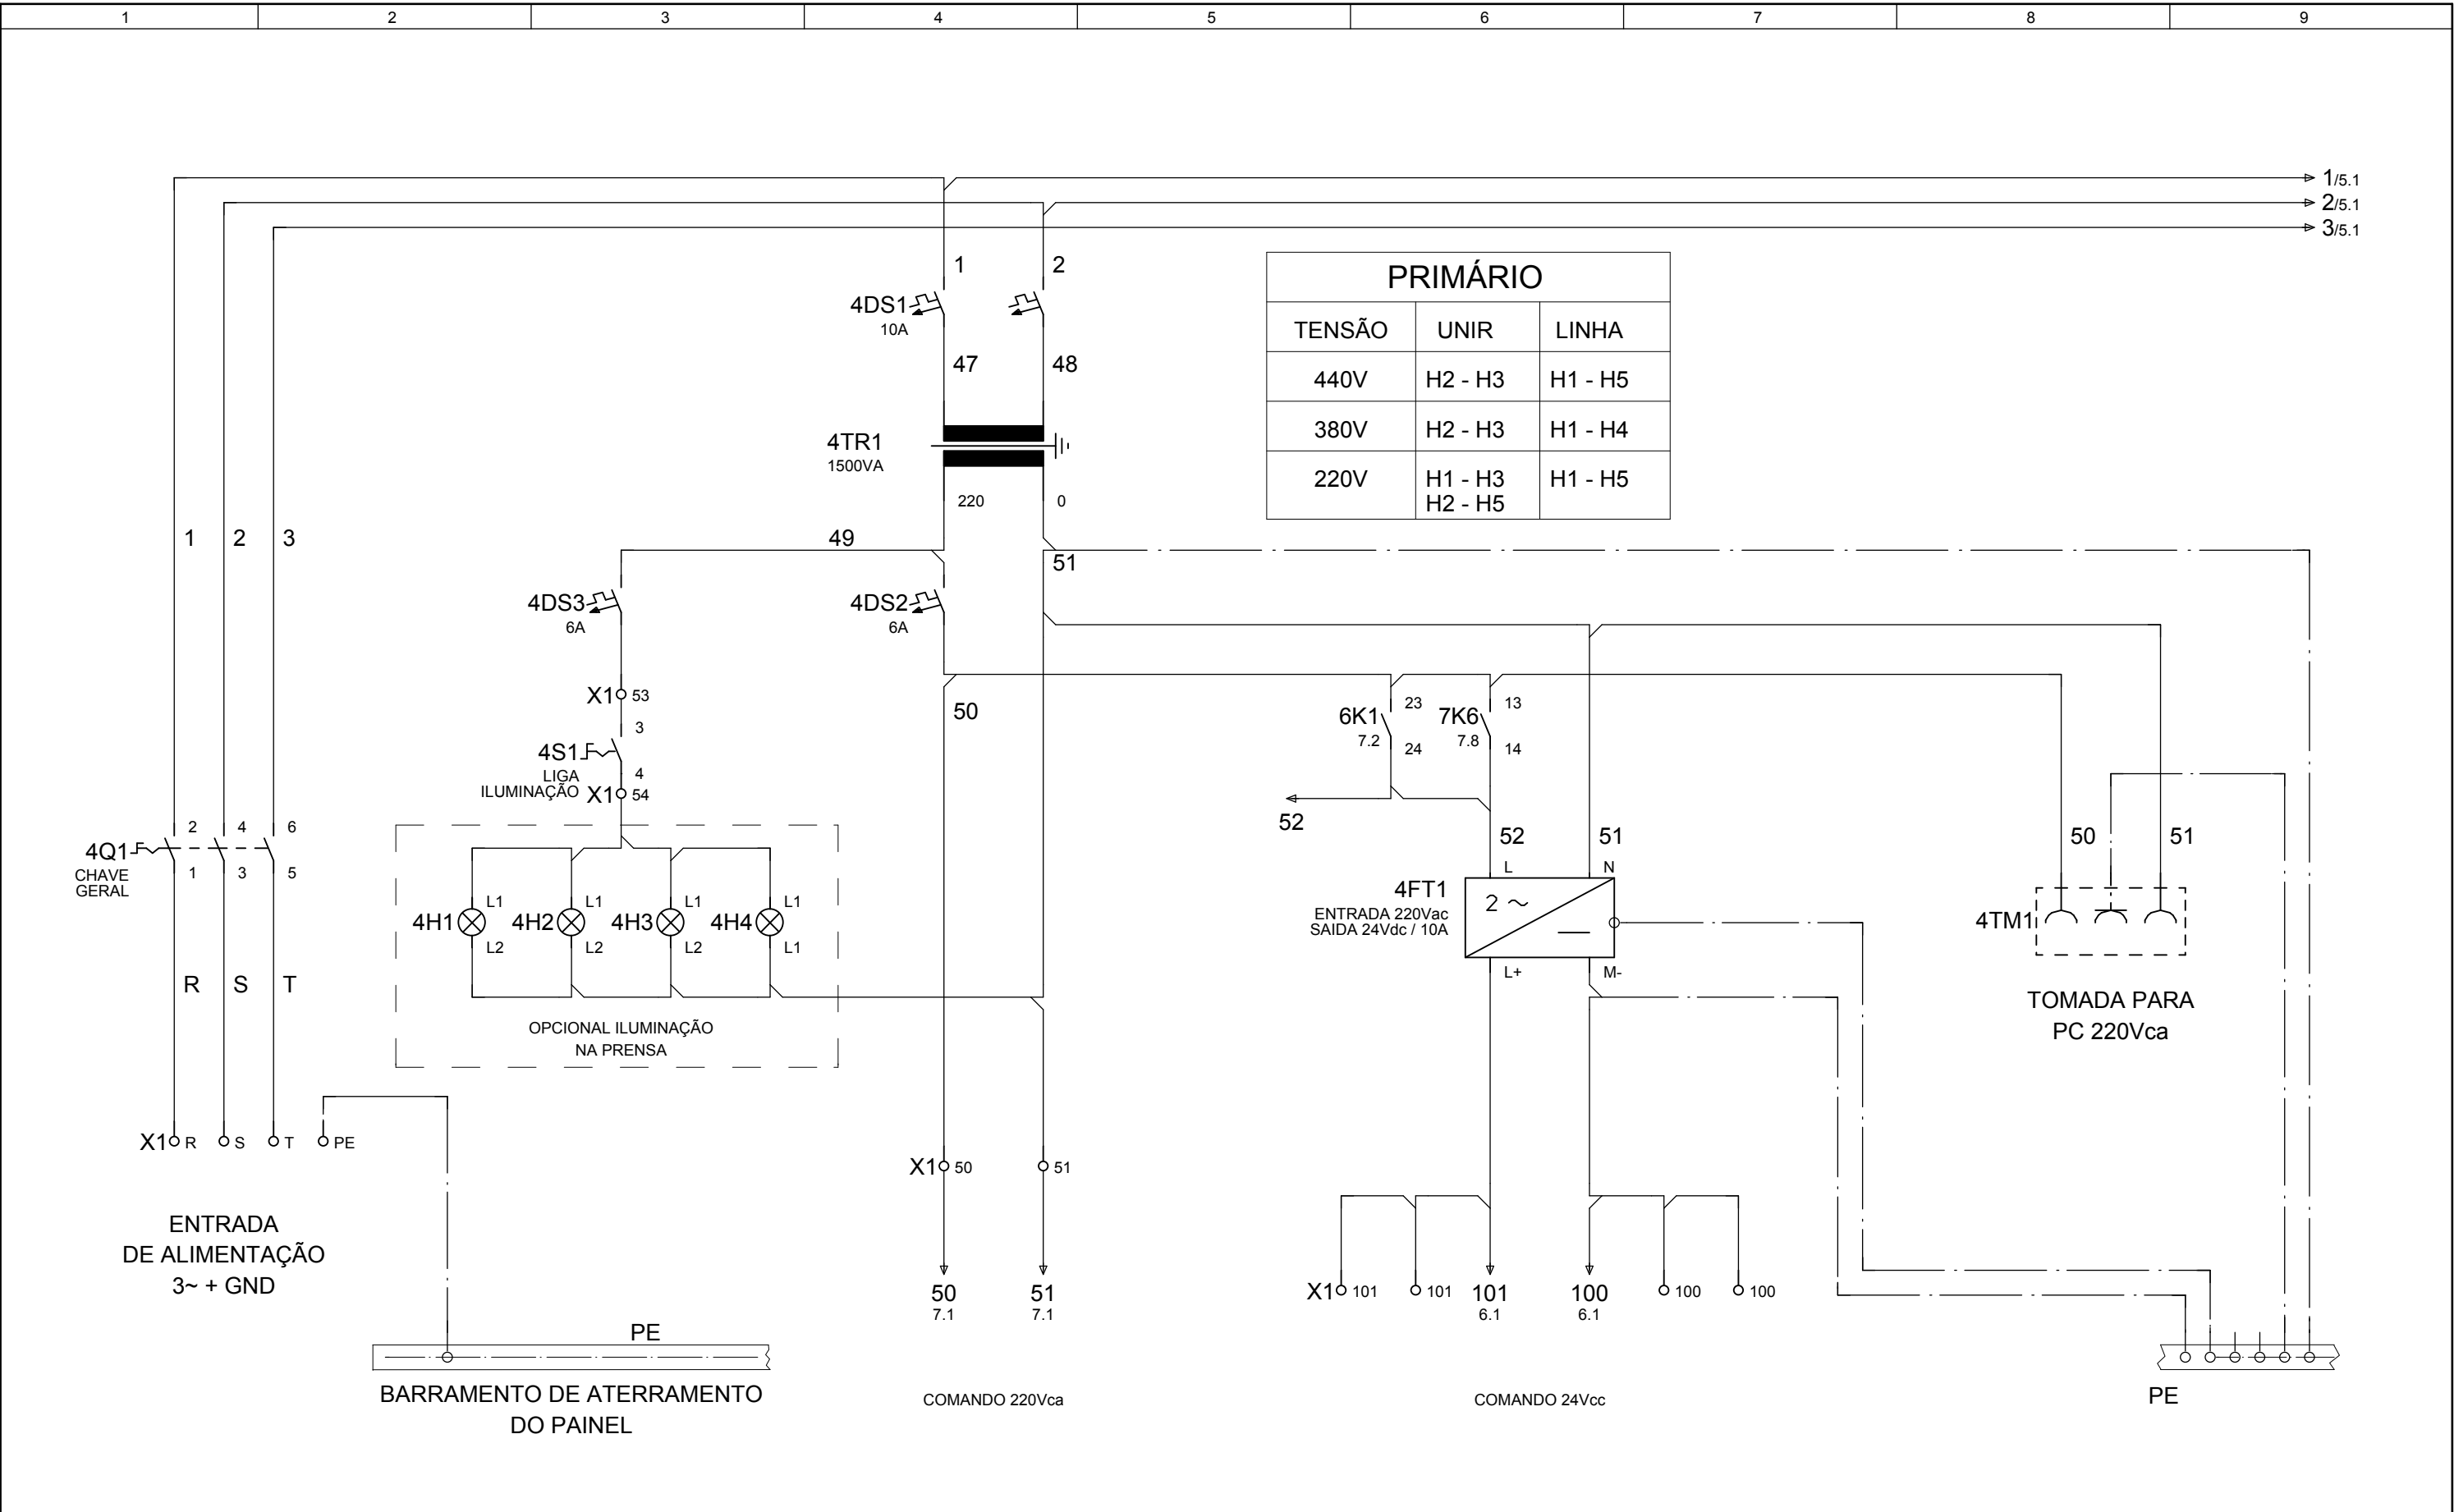 1 2 3 4 5 6 7 8 9
1/5.1
2/5.1
3/5.1
1 2
4DS1
10A
47 48
4TR1
1500VA
220 0
PRIMÁRIO
TENSÃO UNIR LINHA
440V H2 - H3 H1 - H5
380V H2 - H3 H1 - H4
220V H1 - H3 H1 - H5
H2 - H5
1 2 3
49
51
4DS3
6A
4DS2
6A
X1 53
3
4S1
LIGA
ILUMINAÇÃO
4
X1 54
50
6K1
7.2
23
24
7K6
7.8
13
14
52
52 51
50 51
2 4 6
4Q1
CHAVE
GERAL
1 3 5
4H1 L1 L2
4H2 L1 L2
4H3 L1 L2
4H4 L1 L1
OPCIONAL ILUMINAÇÃO
NA PRENSA
L N
4FT1
ENTRADA 220Vac
SAIDA 24Vdc / 10A
2 ~
L+ M-
4TM1
TOMADA PARA
PC 220Vca
R S T
X1 R S T PE
ENTRADA
DE ALIMENTAÇÃO
3~ + GND
X1 50 51
50
7.1
51
7.1
X1 101 101
101
6.1
100
6.1
100 100
PE
BARRAMENTO DE ATERRAMENTO
DO PAINEL
COMANDO 220Vca
COMANDO 24Vcc
PE